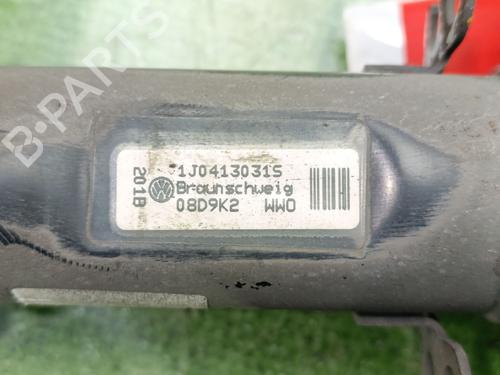 B-PARTS
1J0413031S
Braunschweig
08D9K2 WWO
201B